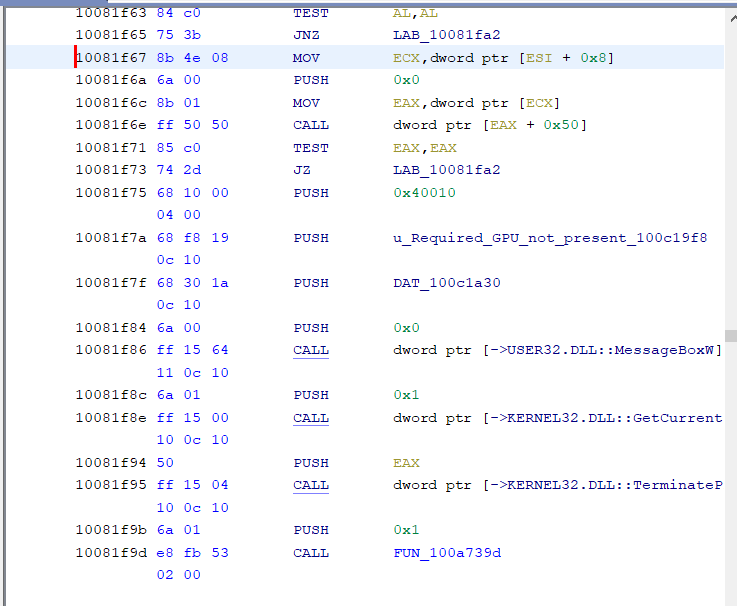 10081f63 84 c0 TEST AL,AL
10081f65 75 3b JNZ LAB_10081fa2
10081f67 8b 4e 08 MOV ECX,dword ptr [ESI + 0x8]
10081f6a 6a 00 PUSH 0x0
10081f6c 8b 01 MOV EAX,dword ptr [ECX]
10081f6e ff 50 50 CALL dword ptr [EAX + 0x50]
10081f71 85 c0 TEST EAX,EAX
10081f73 74 2d JZ LAB_10081fa2
10081f75 68 10 00 PUSH 0x40010
04 00
10081f7a 68 f8 19 PUSH u_Required_GPU_not_present_100c19f8
0c 10
10081f7f 68 30 1a PUSH DAT_100c1a30
0c 10
10081f84 6a 00 PUSH 0x0
10081f86 ff 15 64 CALL dword ptr [->USER32.DLL::MessageBoxW]
11 0c 10
10081f8c 6a 01 PUSH 0x1
10081f8e ff 15 00 CALL dword ptr [->KERNEL32.DLL::GetCurrent
10 0c 10
10081f94 50 PUSH EAX
10081f95 ff 15 04 CALL dword ptr [->KERNEL32.DLL::TerminateP
10 0c 10
10081f9b 6a 01 PUSH 0x1
10081f9d e8 fb 53 CALL FUN_100a739d
02 00